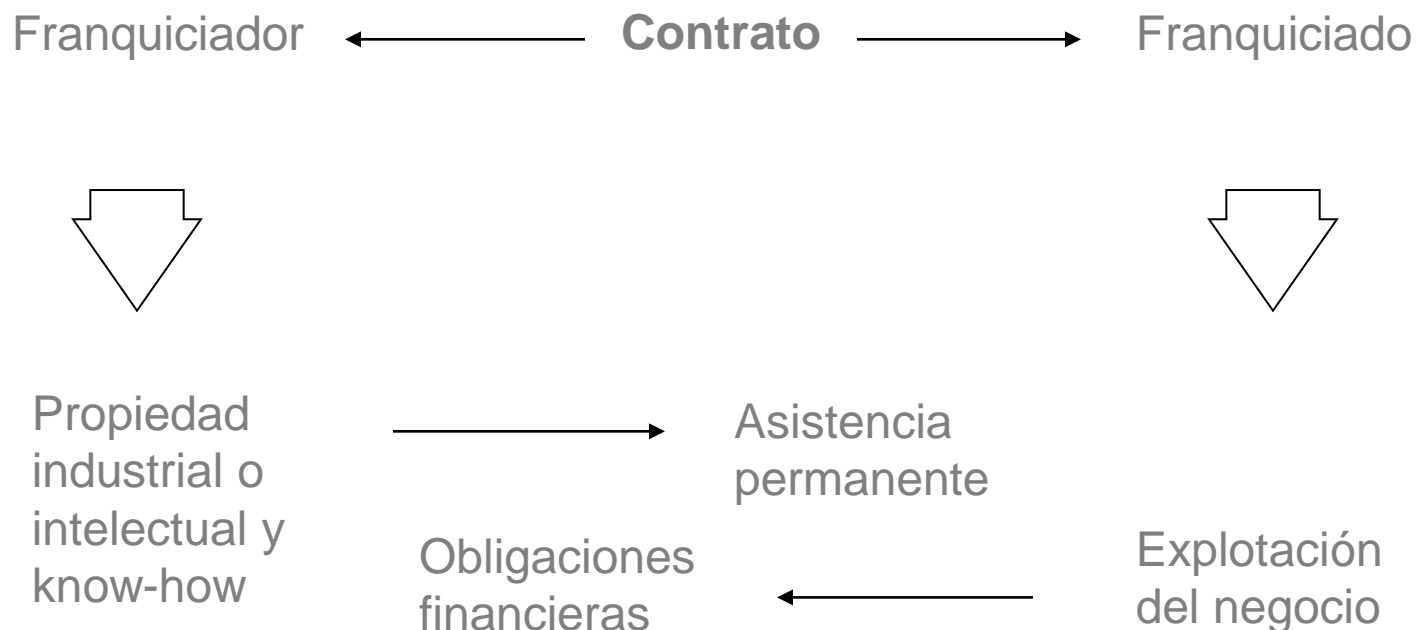 Franquiciador Contrato Franquiciado
Propiedad
industrial o
intelectual y
know-how
Asistencia
permanente
Obligaciones
financieras
Explotación
del negocio